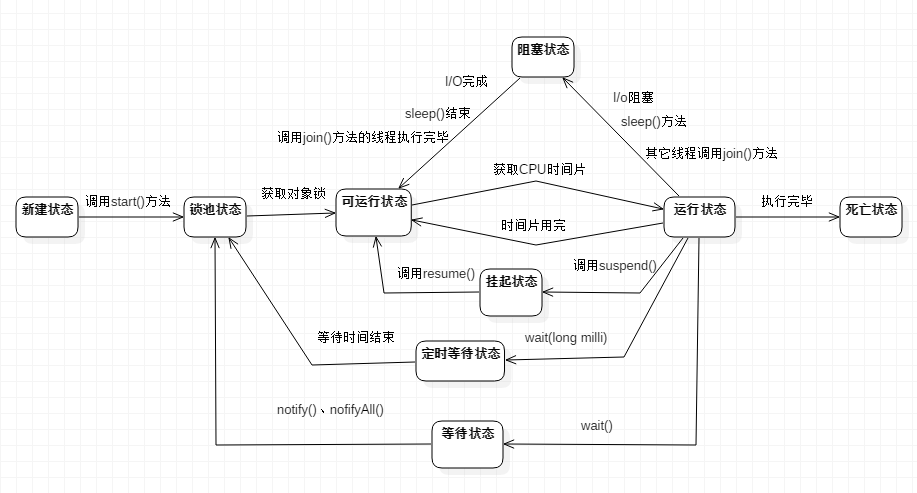 阻塞状态
I/O完成
I/o阻塞
sleep()结束
sleep()方法
调用join()方法的线程执行完毕
其它线程调用join()方法
获取CPU时间片
调用start()方法
获取对象锁
执行完毕
新建状态
锁池状态
可运行状态
运行状态
死亡状态
时间片用完
调用resume()
调用suspend()
挂起状态
等待时间结束
wait(long milli)
定时等待状态
notify()、nofifyAll()
wait()
等待状态